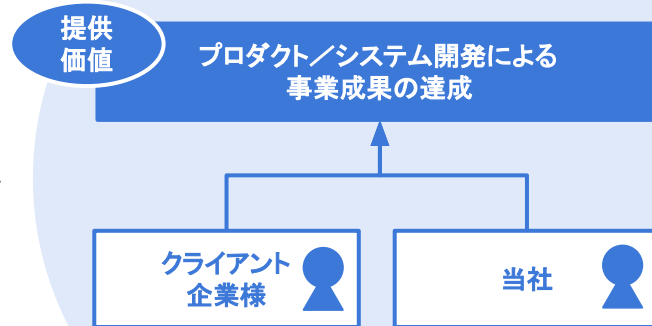 提供
価値
プロダクト／システム開発による
事業成果の達成
クライアント
企業様
当社